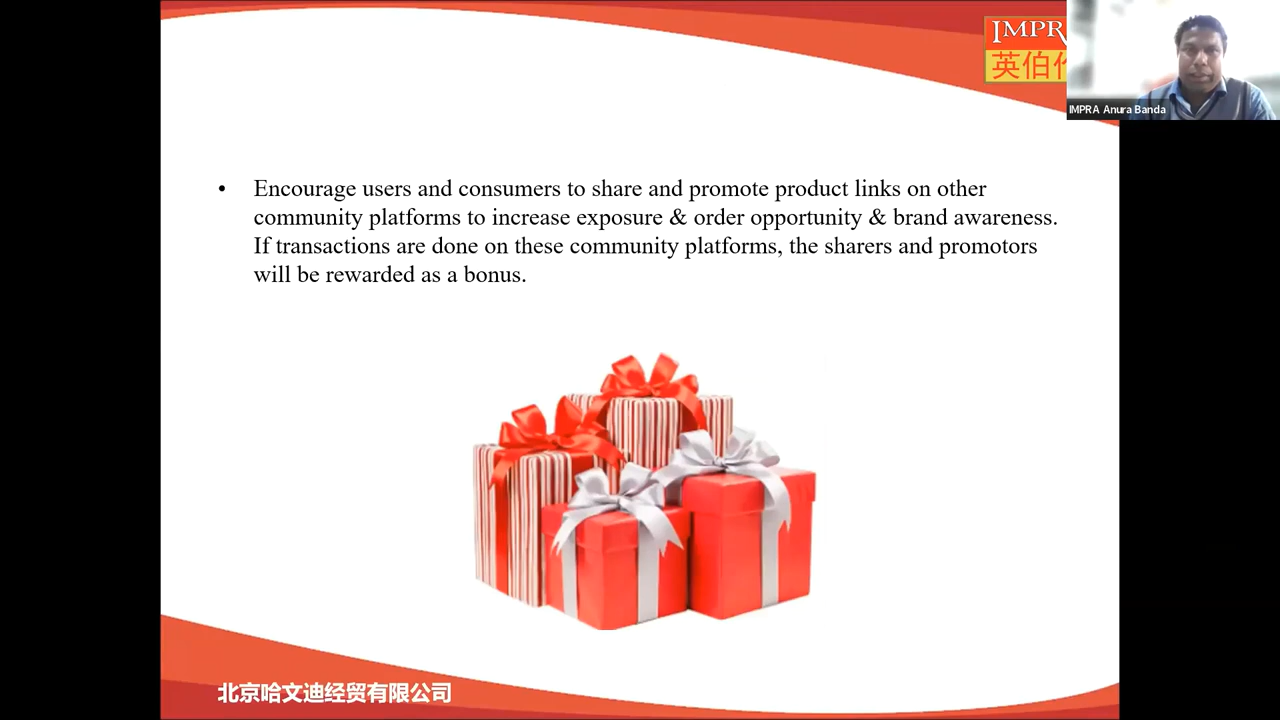 IMPR
英伯
IMPRA Anura Banda
• Encourage users and consumers to share and promote product links on other
community platforms to increase exposure & order opportunity & brand awareness.
If transactions are done on these community platforms, the sharers and promotors
will be rewarded as a bonus.
北京哈文迪经贸有限公司